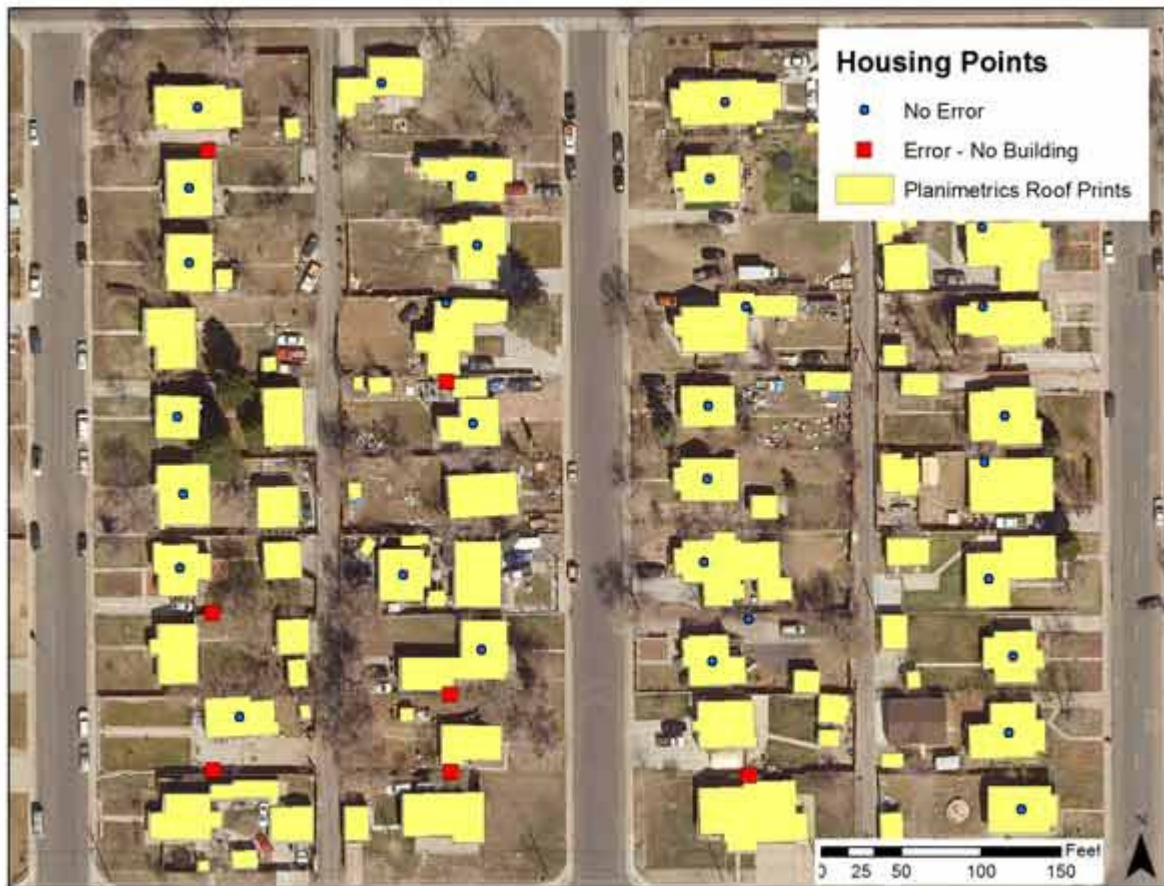 Housing Points
No Error
Error - No Building
Planimetrics Roof Prints
Feet
0 25 50 100 150